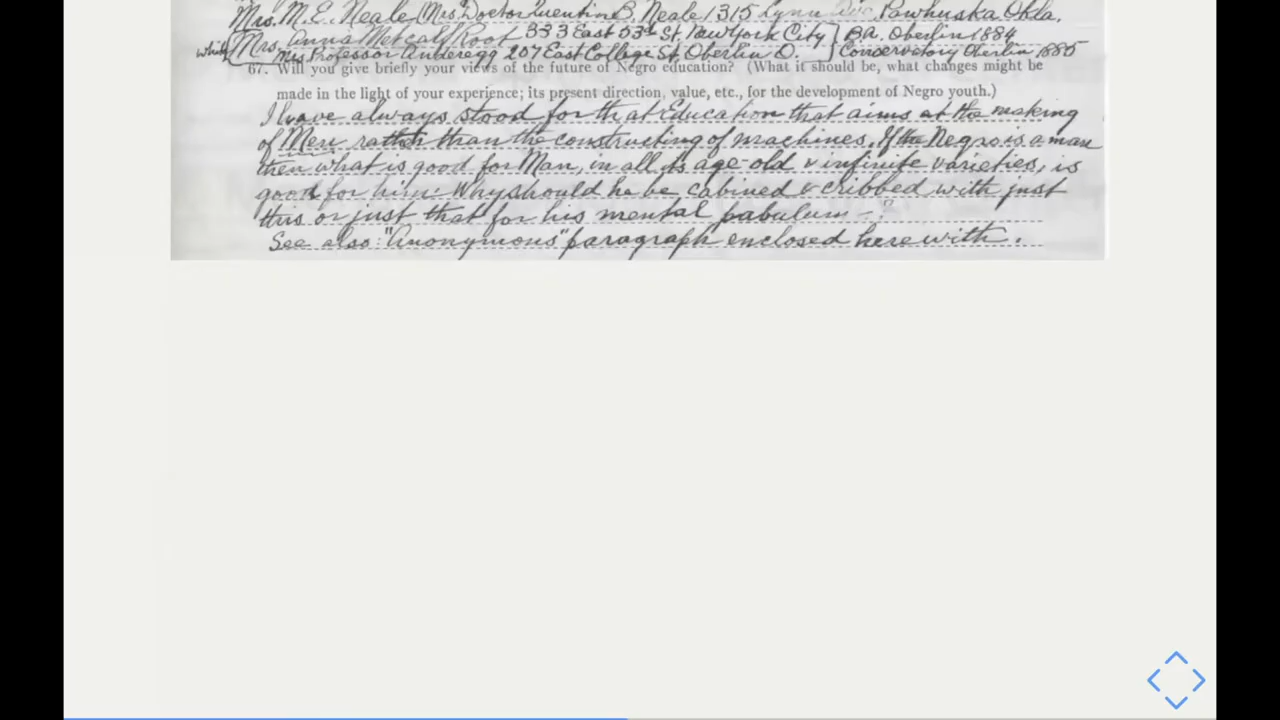 Mrs. M.E. Neale (Mrs. Doctor Quentin B. Neale 1315 Lynn Ave. Pawhuska Okla.
white Mrs. Anna Metcalf Root 333 East 53rd St. New York City } B.A. Oberlin 1884
Mrs Professor Anderegg 207 East College St. Oberlin O. } Conservatory Oberlin 1885
67. Will you give briefly your views of the future of Negro education? (What it should be, what changes might be
made in the light of your experience; its present direction, value, etc., for the development of Negro youth.)
I have always stood for that Education that aims at the making
of Men rather than the constructing of machines. If the Negro is a man
then what is good for Man, in all its age-old & infinite varieties, is
good for him. Why should he be cabined & cribbed with just
this or just that for his mental pabulum -?
See also: "Anonymous" paragraph enclosed herewith.